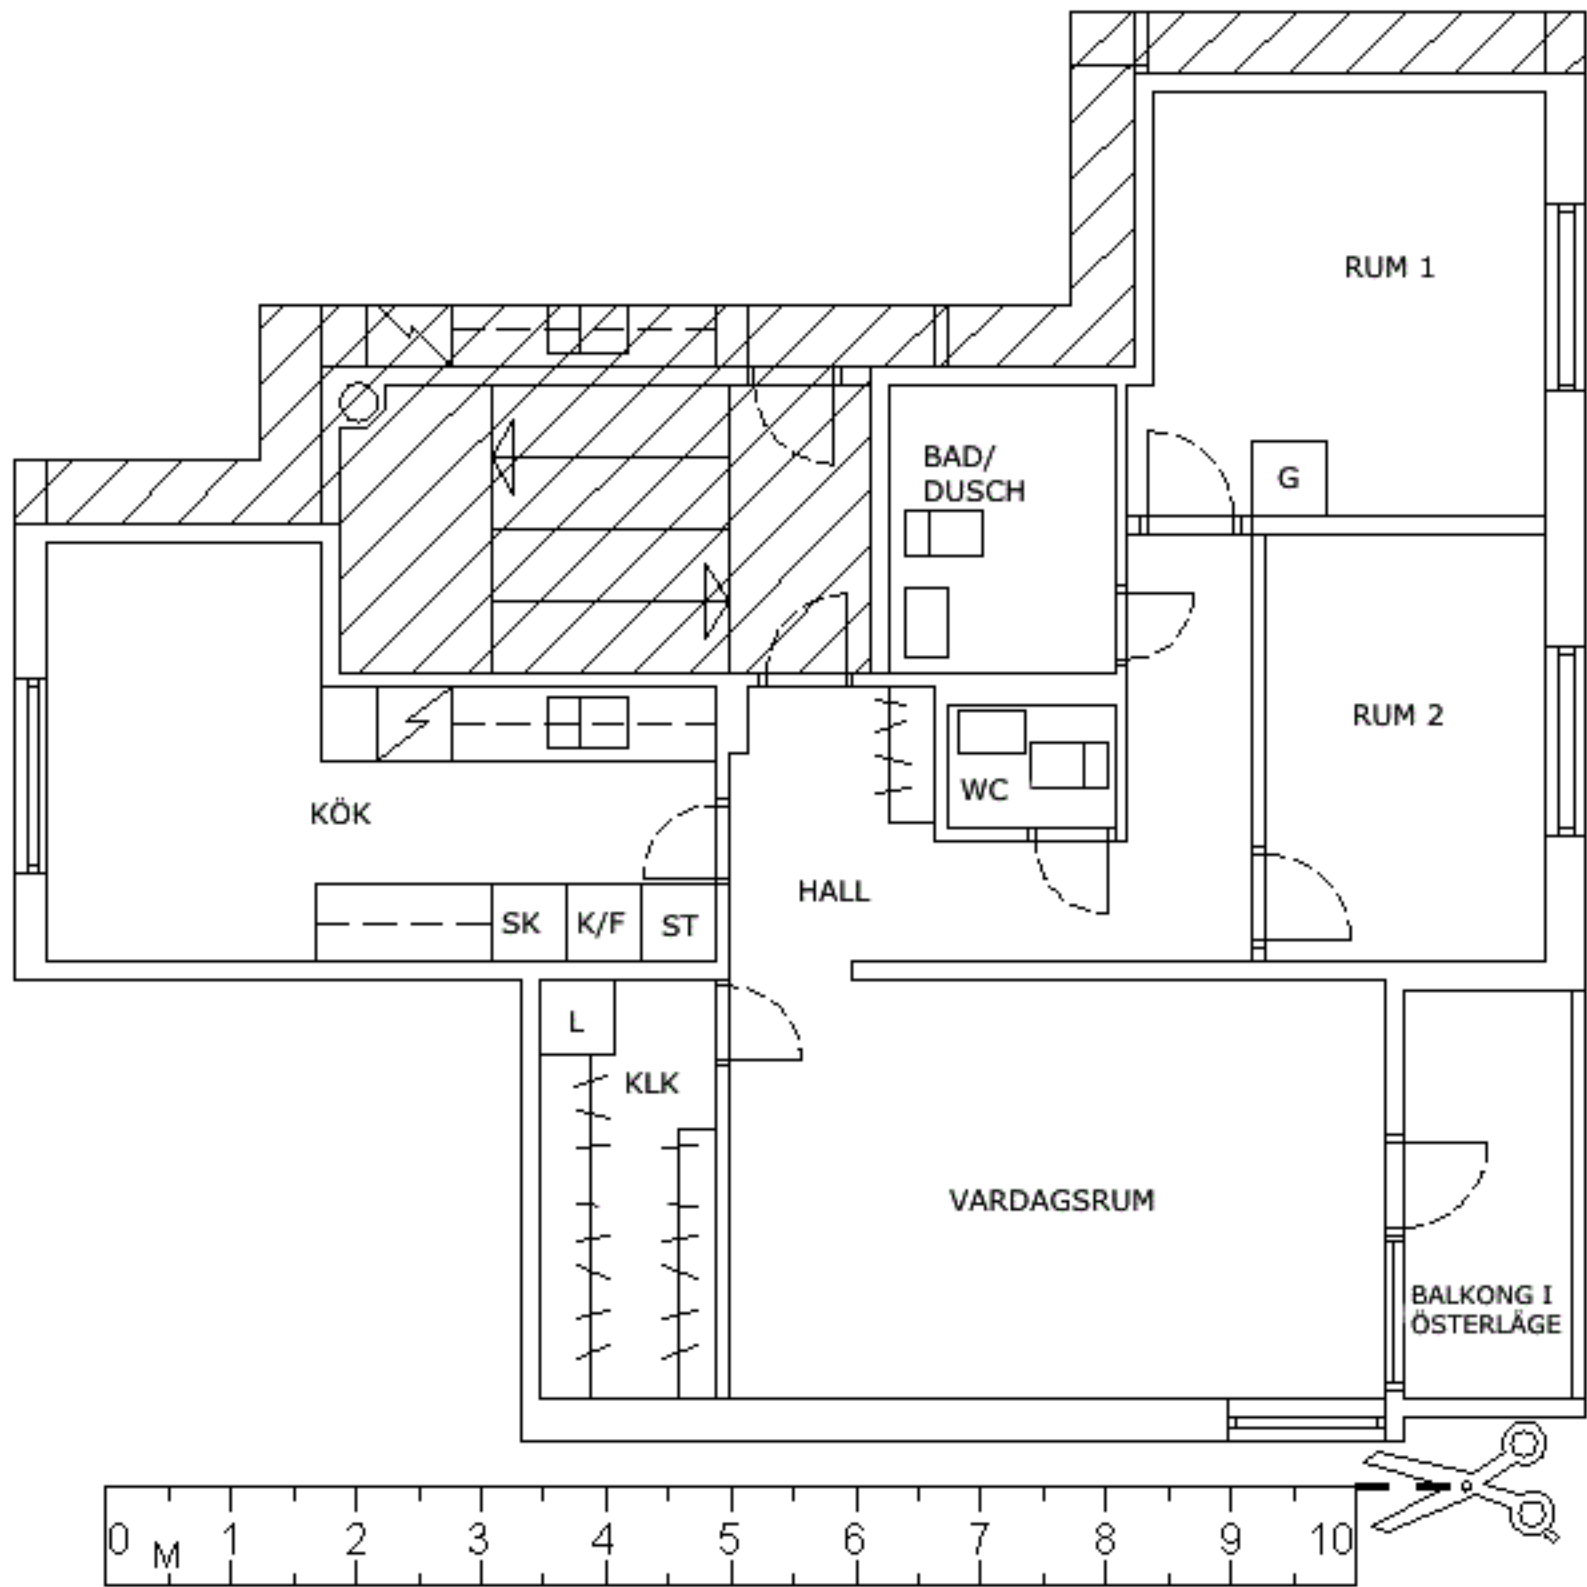 RUM 1
BAD/
DUSCH
G
RUM 2
WC
KÖK
HALL
SK K/F ST
L
KLK
VARDAGSRUM
BALKONG I
ÖSTERLÄGE
0 M 1 2 3 4 5 6 7 8 9 10